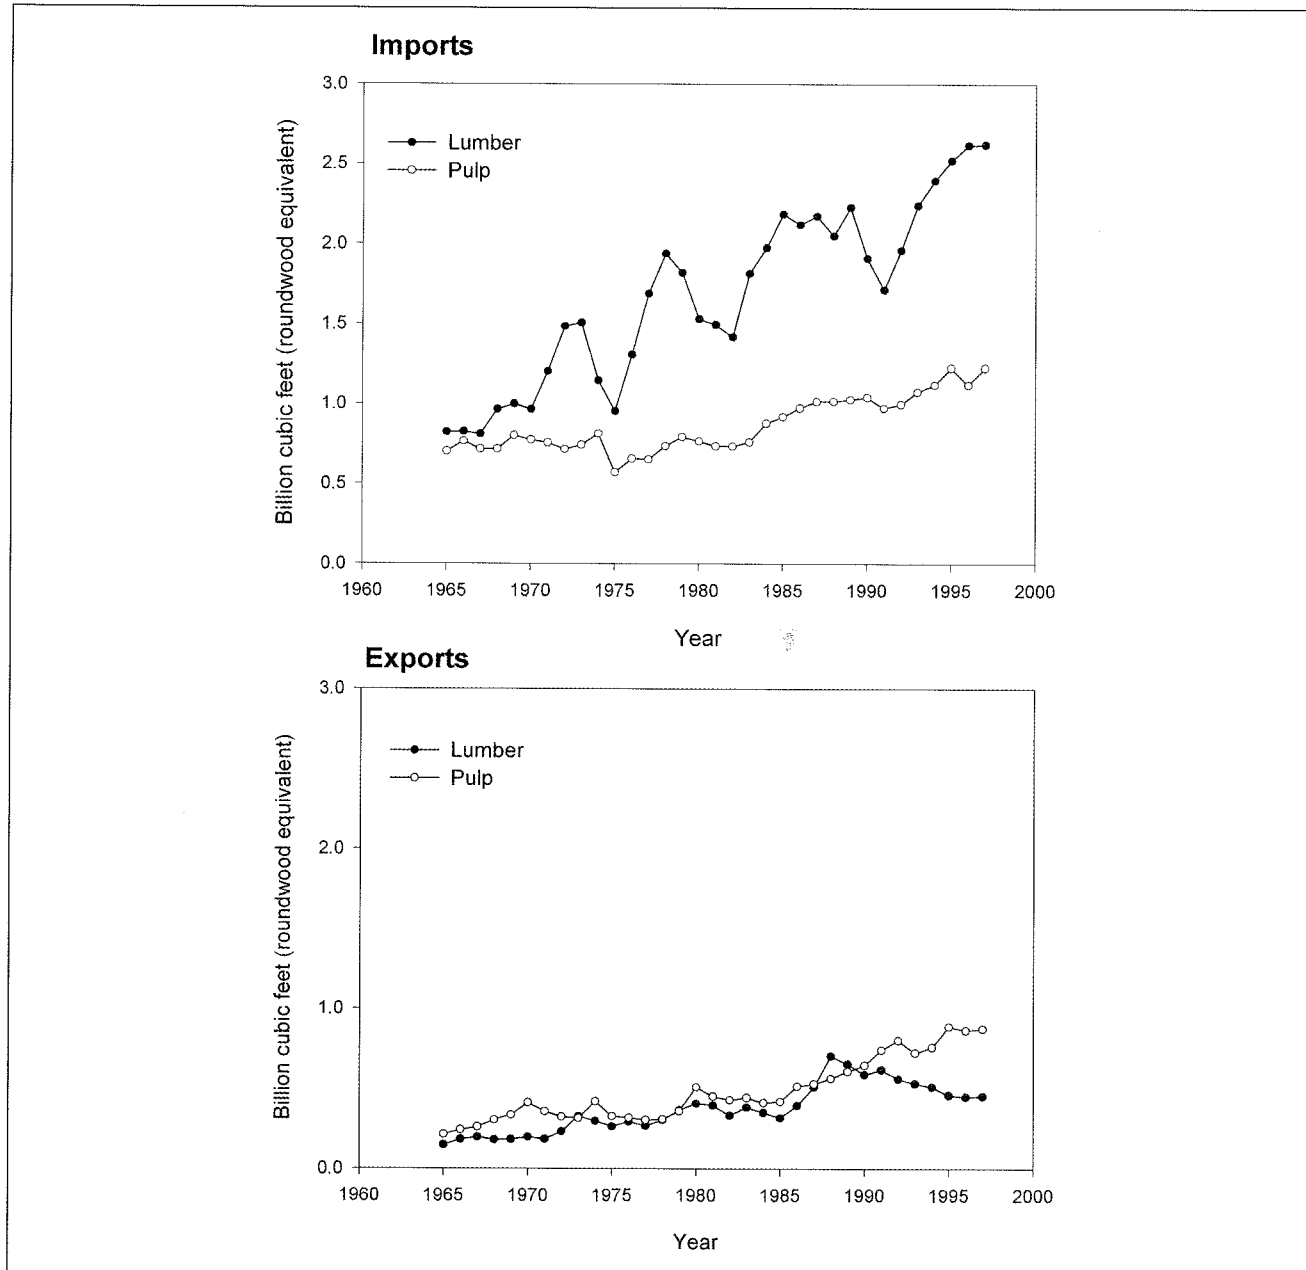 Imports
Billion cubic feet (roundwood equivalent)
3.0
2.5
2.0
1.5
1.0
0.5
0.0
Lumber
Pulp
1960 1965 1970 1975 1980 1985 1990 1995 2000
Year
Exports
Billion cubic feet (roundwood equivalent)
3.0
2.0
1.0
0.0
Lumber
Pulp
1960 1965 1970 1975 1980 1985 1990 1995 2000
Year